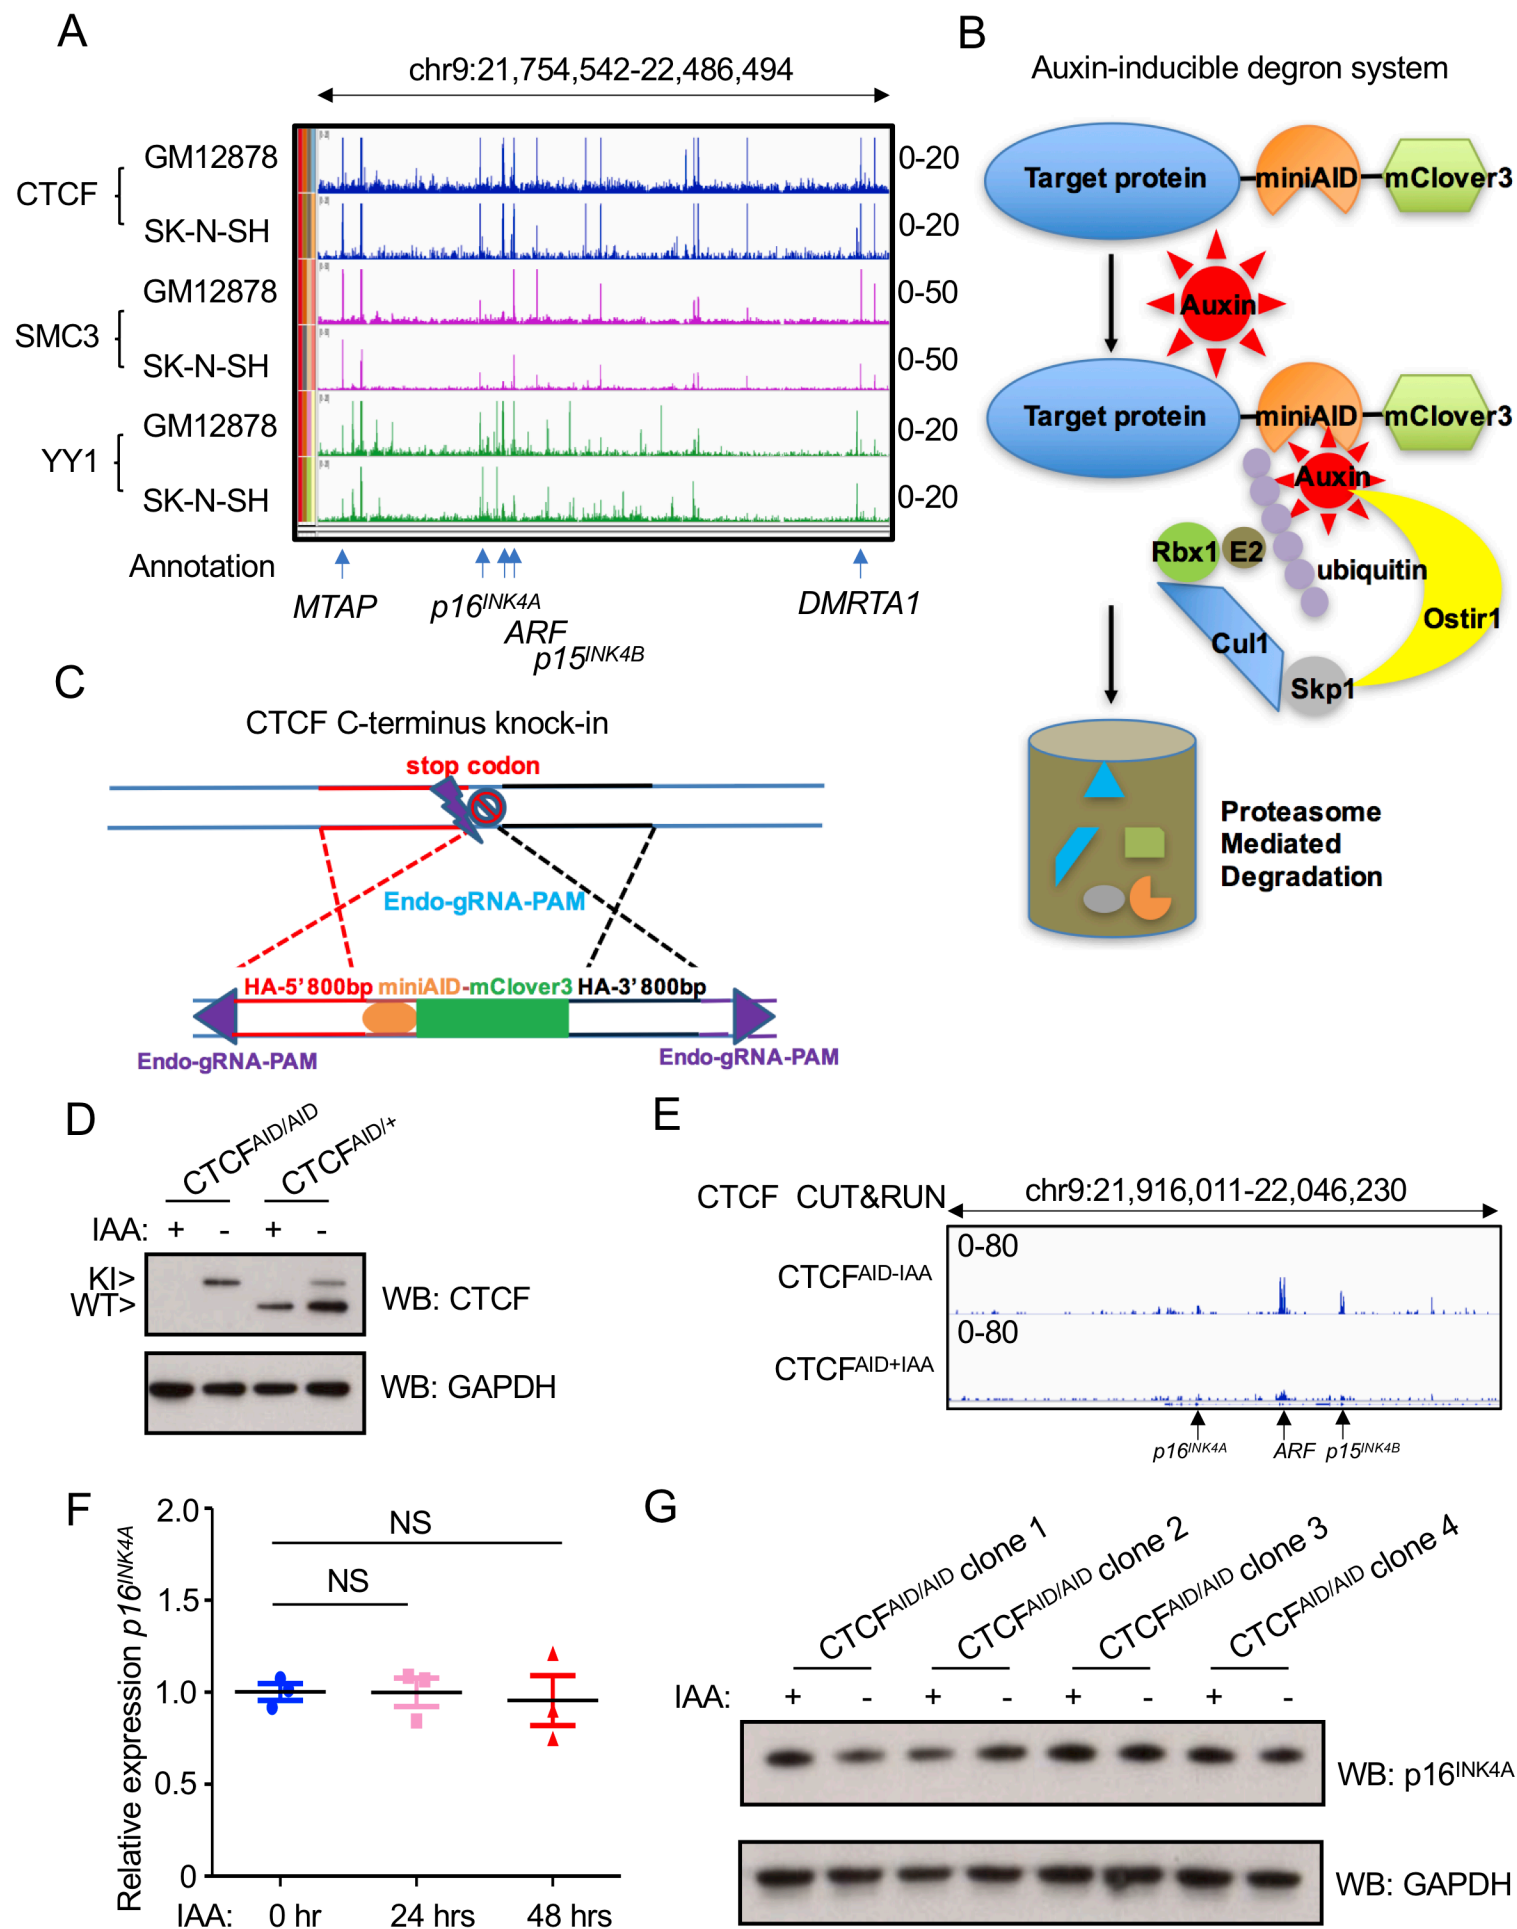 A
chr9:21,754,542-22,486,494
CTCF
GM12878
0-20
SK-N-SH
0-20
SMC3
GM12878
0-50
SK-N-SH
0-50
YY1
GM12878
0-20
SK-N-SH
0-20
Annotation
MTAP
p16INK4A
ARF
p15INK4B
DMRTA1
B
Auxin-inducible degron system
Target protein
miniAID
mClover3
Auxin
Target protein
miniAID
mClover3
Auxin
Rbx1
E2
ubiquitin
Ostir1
Cul1
Skp1
Proteasome
Mediated
Degradation
C
CTCF C-terminus knock-in
stop codon
Endo-gRNA-PAM
HA-5’800bp
miniAID-mClover3
HA-3’800bp
Endo-gRNA-PAM
Endo-gRNA-PAM
D
CTCFAID/AID
CTCFAID/+
IAA: + - + -
KI>
WT>
WB: CTCF
WB: GAPDH
E
CTCF CUT&RUN
chr9:21,916,011-22,046,230
0-80
CTCFAID-IAA
0-80
CTCFAID+IAA
p16INK4A
ARF
p15INK4B
F
Relative expression p16INK4A
2.0
1.5
1.0
0.5
0
NS
NS
IAA: 0 hr 24 hrs 48 hrs
G
CTCFAID/AID clone 1
CTCFAID/AID clone 2
CTCFAID/AID clone 3
CTCFAID/AID clone 4
IAA: + - + - + - + -
WB: p16INK4A
WB: GAPDH